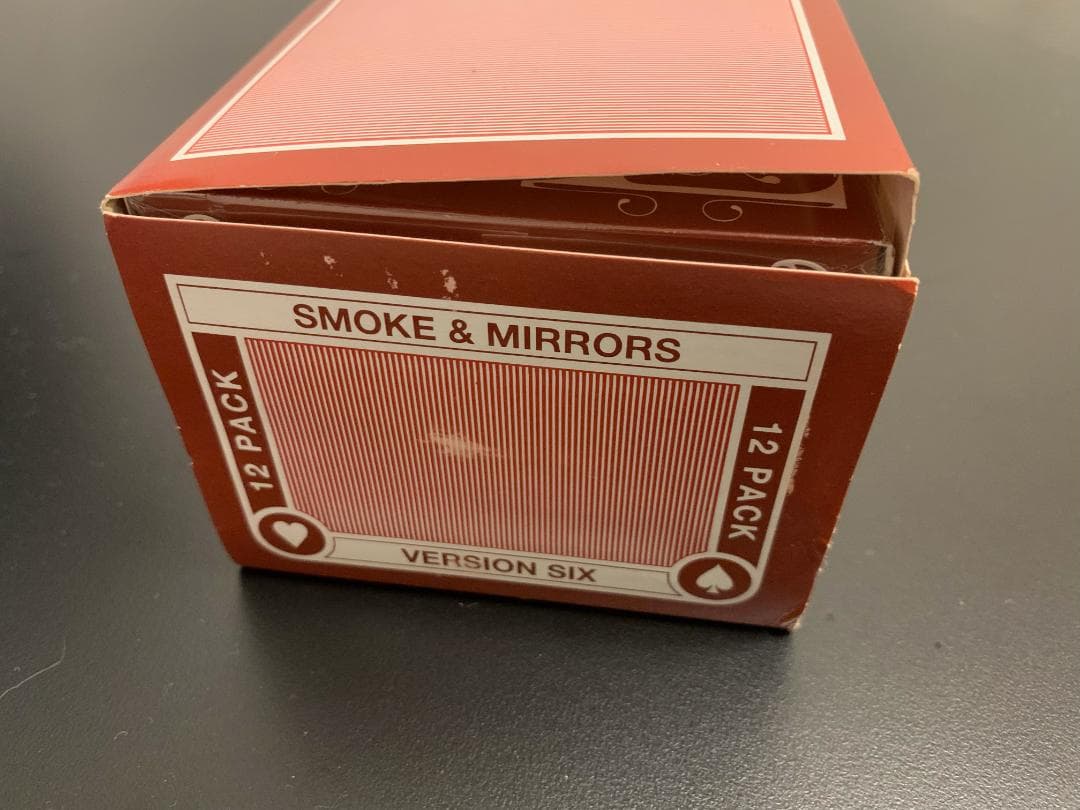 SMOKE & MIRRORS
12 PACK
12 PACK
VERSION SIX